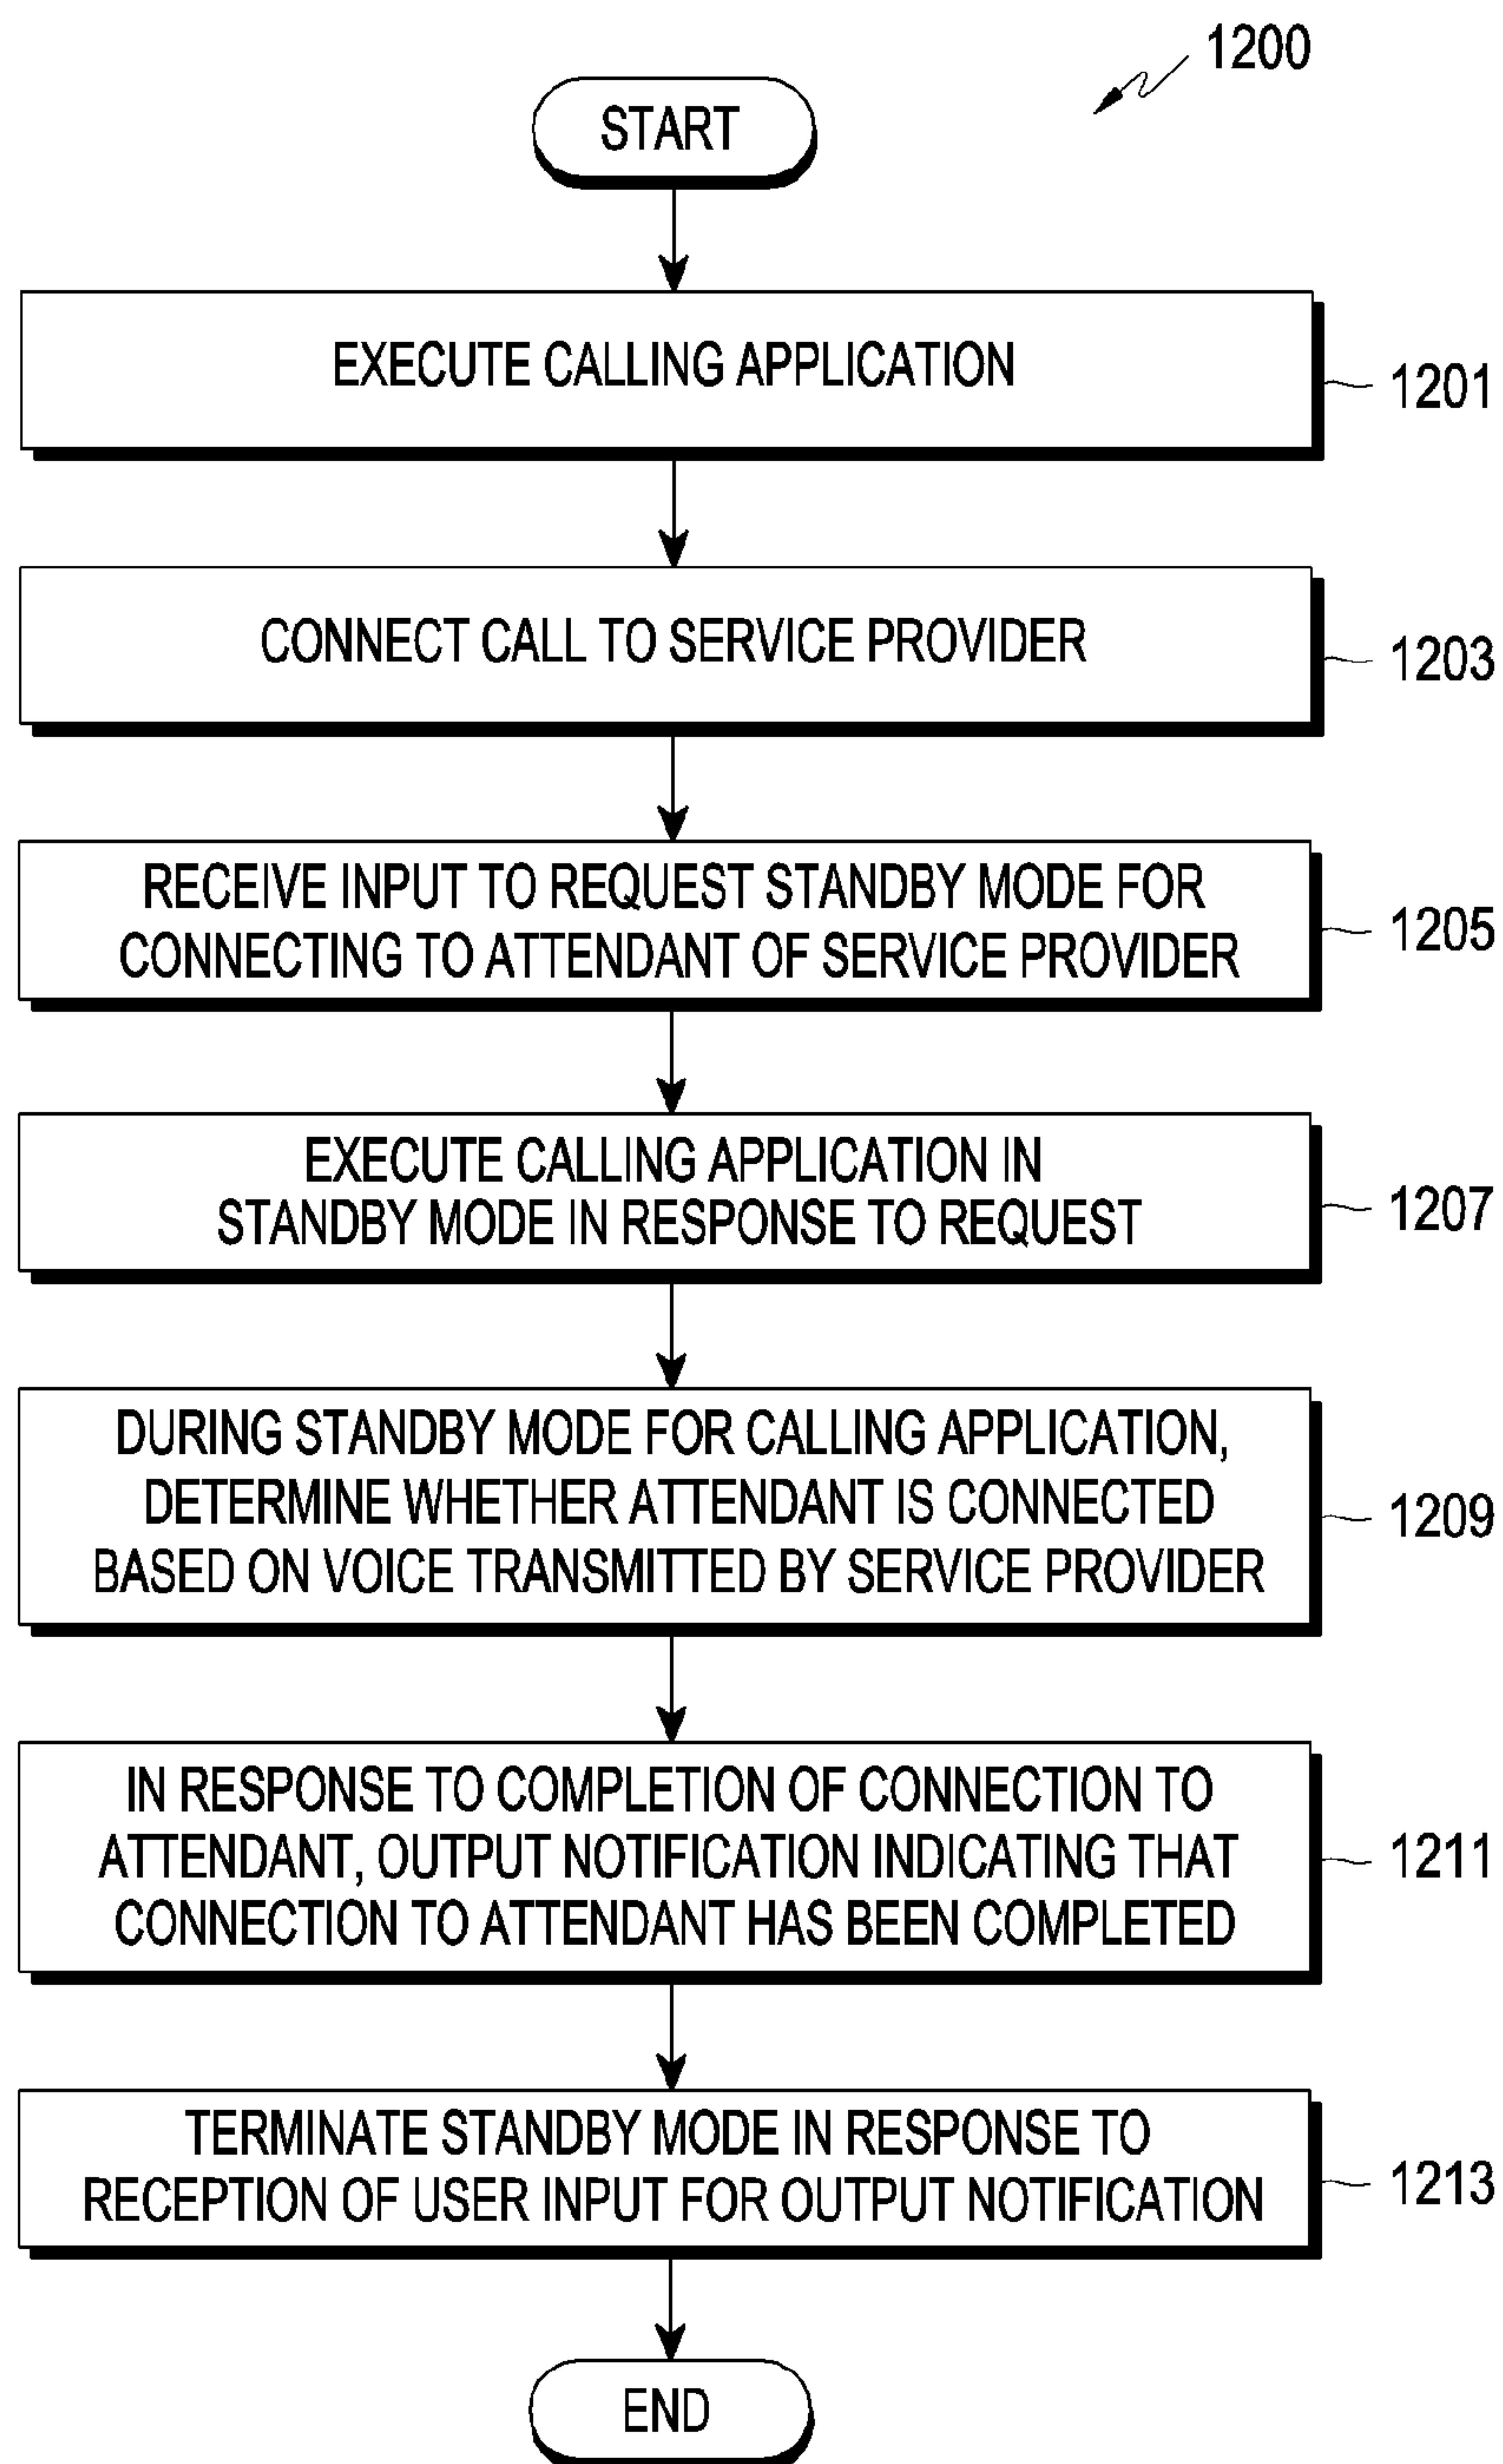 1200
START
EXECUTE CALLING APPLICATION
1201
CONNECT CALL TO SERVICE PROVIDER
1203
RECEIVE INPUT TO REQUEST STANDBY MODE FOR
CONNECTING TO ATTENDANT OF SERVICE PROVIDER
1205
EXECUTE CALLING APPLICATION IN
STANDBY MODE IN RESPONSE TO REQUEST
1207
DURING STANDBY MODE FOR CALLING APPLICATION,
DETERMINE WHETHER ATTENDANT IS CONNECTED
BASED ON VOICE TRANSMITTED BY SERVICE PROVIDER
1209
IN RESPONSE TO COMPLETION OF CONNECTION TO
ATTENDANT, OUTPUT NOTIFICATION INDICATING THAT
CONNECTION TO ATTENDANT HAS BEEN COMPLETED
1211
TERMINATE STANDBY MODE IN RESPONSE TO
RECEPTION OF USER INPUT FOR OUTPUT NOTIFICATION
1213
END